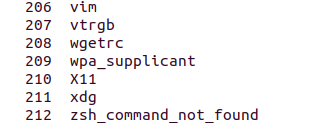 206 vim
207 vtrgb
208 wgetrc
209 wpa_supplicant
210 X11
211 xdg
212 zsh_command_not_found